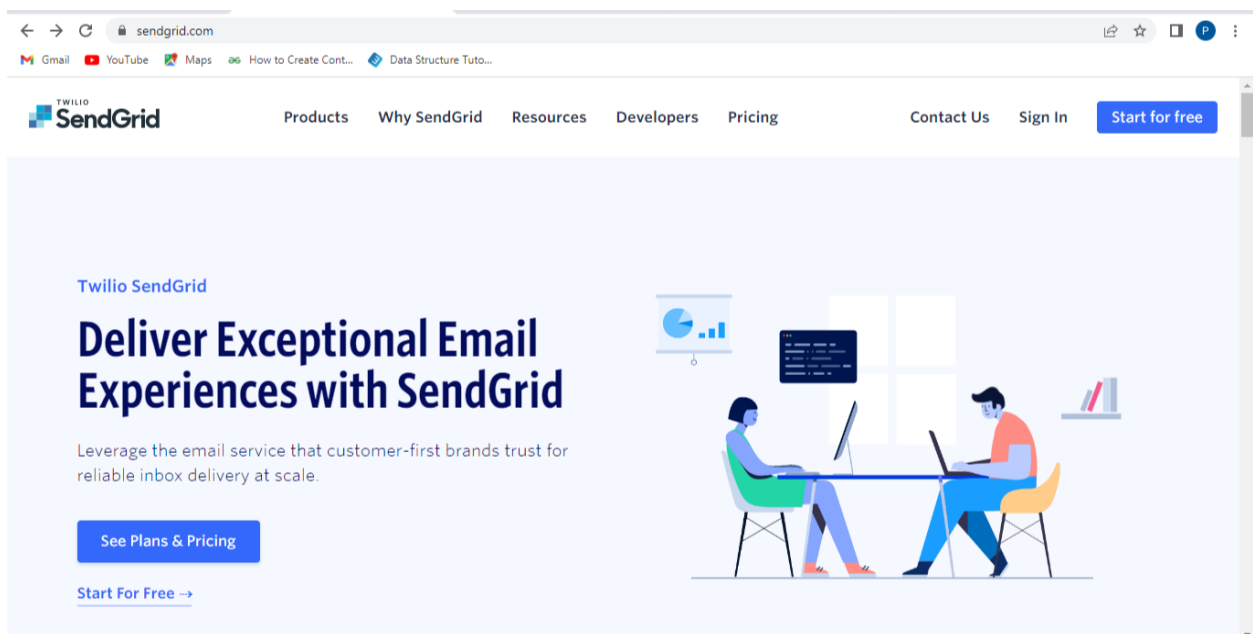 sendgrid.com
Gmail YouTube Maps How to Create Cont... Data Structure Tuto...
P
TWILIO
SendGrid
Products Why SendGrid Resources Developers Pricing Contact Us Sign In Start for free
Twilio SendGrid
Deliver Exceptional Email
Experiences with SendGrid
Leverage the email service that customer-first brands trust for
reliable inbox delivery at scale.
See Plans & Pricing
Start For Free →